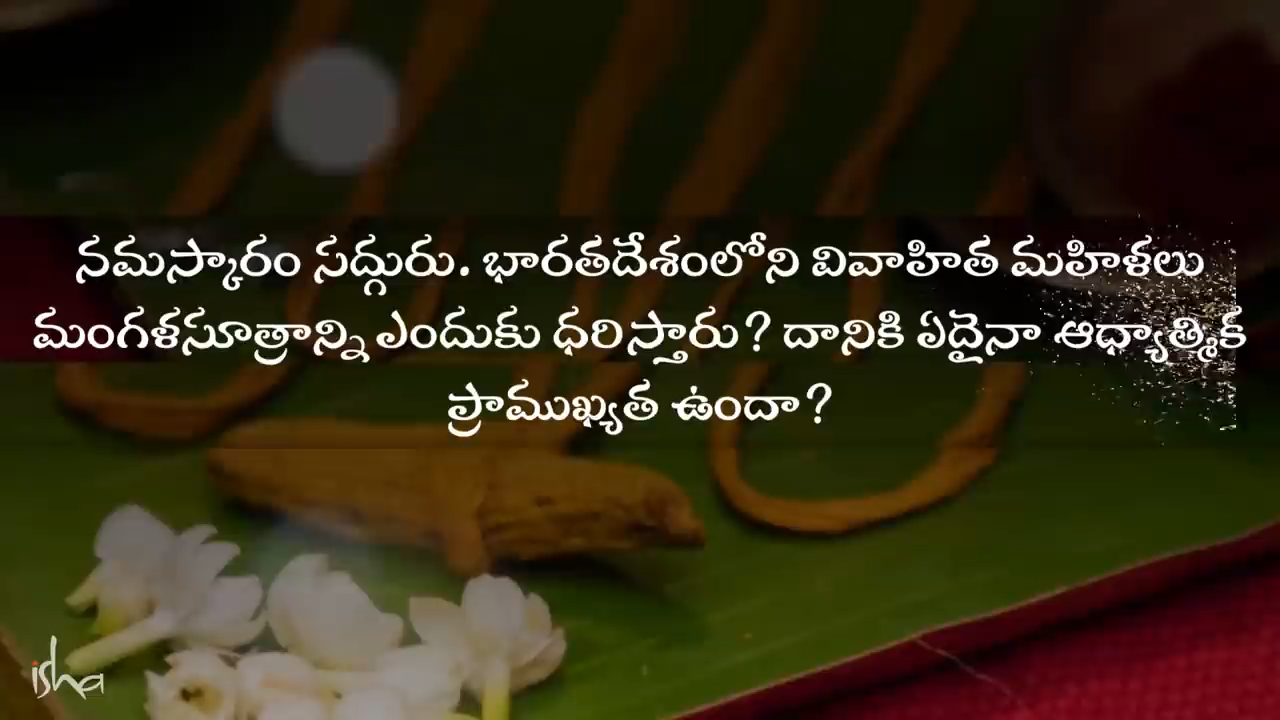 నమస్కారం సద్గురు. భారతదేశంలోని వివాహిత మహిళలు
మంగళసూత్రాన్ని ఎందుకు ధరిస్తారు? దానికి ఏదైనా ఆధ్యాత్మిక
ప్రాముఖ్యత ఉందా?
isha